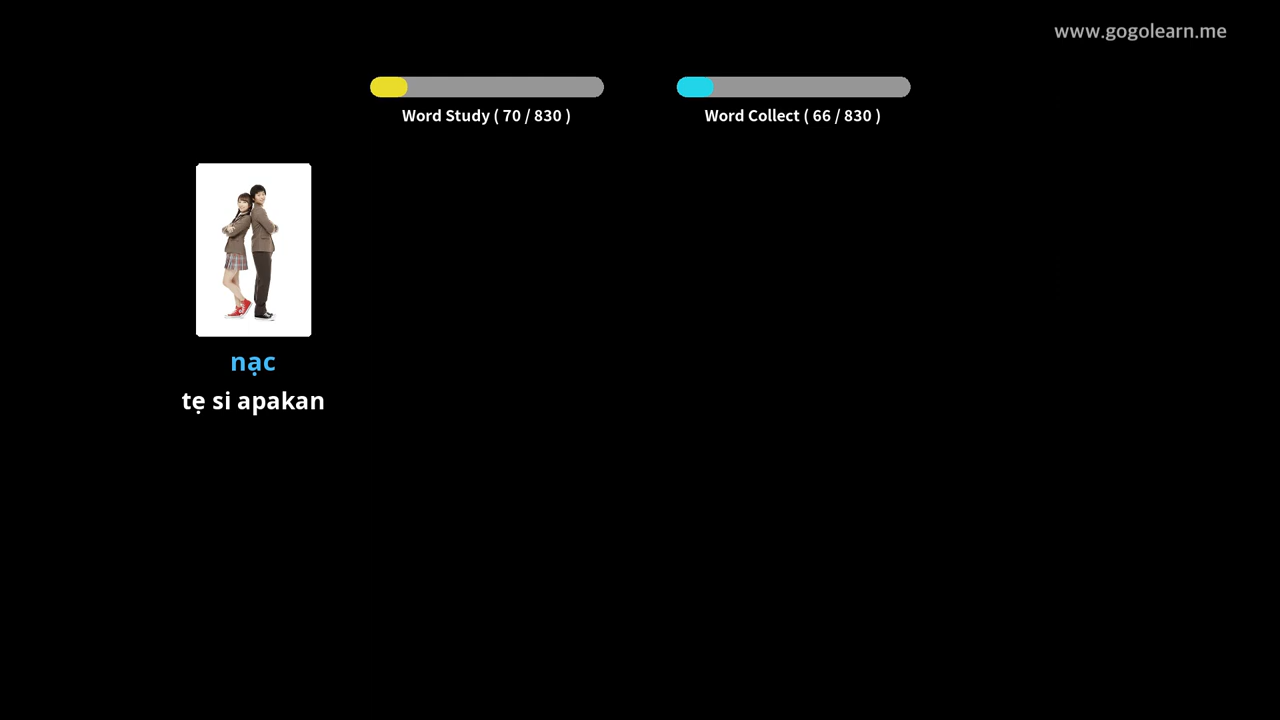 www.gogolearn.me
Word Study ( 70 / 830 )
Word Collect ( 66 / 830 )
nạc
tẹ si apakan